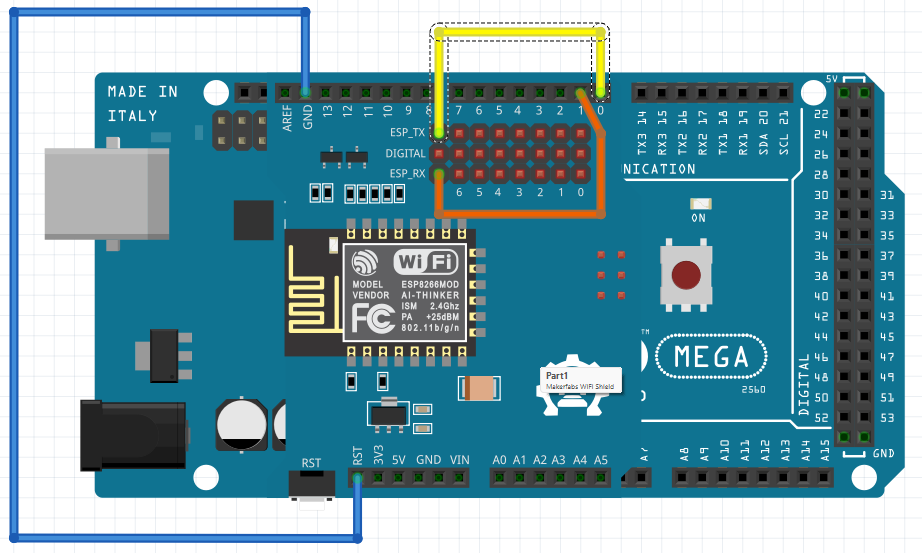 MADE IN
ITALY
AREF
GND
13
12
11
10
9
8
7
6
5
4
3
2
1
0
TX3 14
RX3 15
TX2 16
RX2 17
TX1 18
RX1 19
SDA 20
SCL 21
5V
ESP_TX
DIGITAL
ESP_RX
6 5 4 3 2 1 0
NICATION
ON
22
24
26
28
30 31
32 33
34 35
36 37
38 39
40 41
42 43
44 45
46 47
48 49
50 51
52 53
GND
DIGITAL
WiFi
MODEL ESP8266MOD
VENDOR AI-THINKER
ISM 2.4Ghz
PA +25dBM
802.11b/g/n
FC
TM
MEGA
2560
Part1
Makerfabs WIFI Shield
RST
RST
3V3
5V
GND
VIN
A0 A1 A2 A3 A4 A5
A7
A8
A9
A10
A11
A12
A13
A14
A15